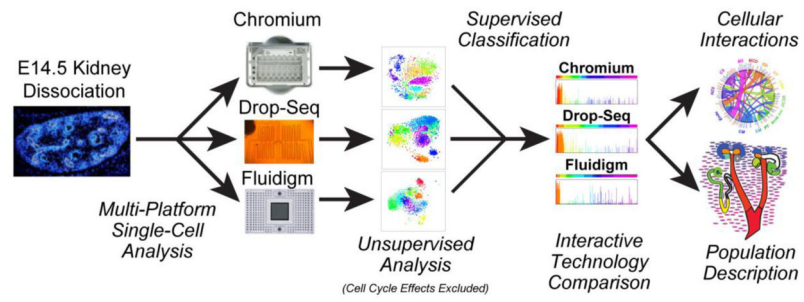 E14.5 Kidney
Dissociation
Multi-Platform
Single-Cell
Analysis
Chromium
Drop-Seq
Fluidigm
Unsupervised
Analysis
(Cell Cycle Effects Excluded)
Supervised
Classification
Chromium
Drop-Seq
Fluidigm
Interactive
Technology
Comparison
Cellular
Interactions
Population
Description